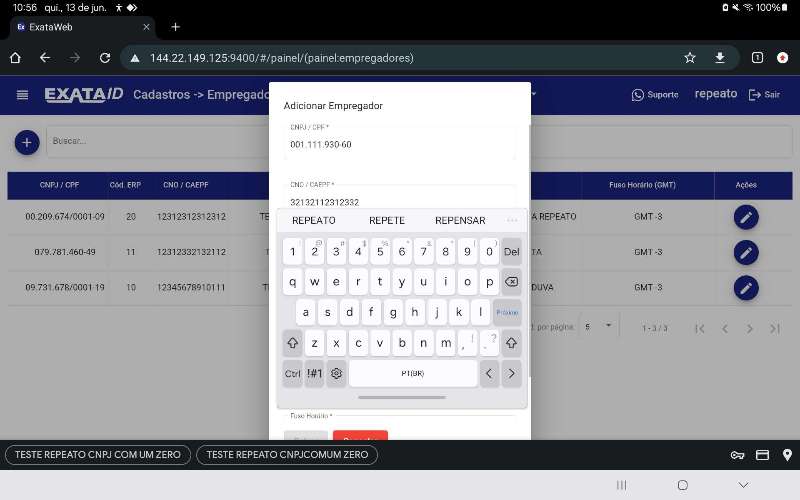 10:56 qui., 13 de jun. 100%
Ex ExataWeb
144.22.149.125:9400/#/painel/(painel:empregadores)
EXATAID Cadastros -> Empregado Suporte repeato Sair
Adicionar Empregador
CNPJ / CPF *
001.111.930-60
Buscar...
CNO / CAEPF *
32132112312332
CNPJ / CPF Cód. ERP CNO / CAEPF Fuso Horário (GMT) Ações
00.209.674/0001-09 20 12312312312312 TE A REPEATO GMT -3
079.781.460-49 11 12312332132112 TA GMT -3
09.731.678/0001-19 10 12345678910111 TE DUVA GMT -3
por página: 5 1 - 3 / 3
REPEATO REPETE REPENSAR ...
1 2 3 4 5 6 7 8 9 0 Del
q w e r t y u i o p
a s d f g h j k l Próximo
z x c v b n m , ! . ?
Ctrl !#1 PT(BR) < >
Fuso Horário *
TESTE REPEATO CNPJ COM UM ZERO TESTE REPEATO CNPJCOMUM ZERO